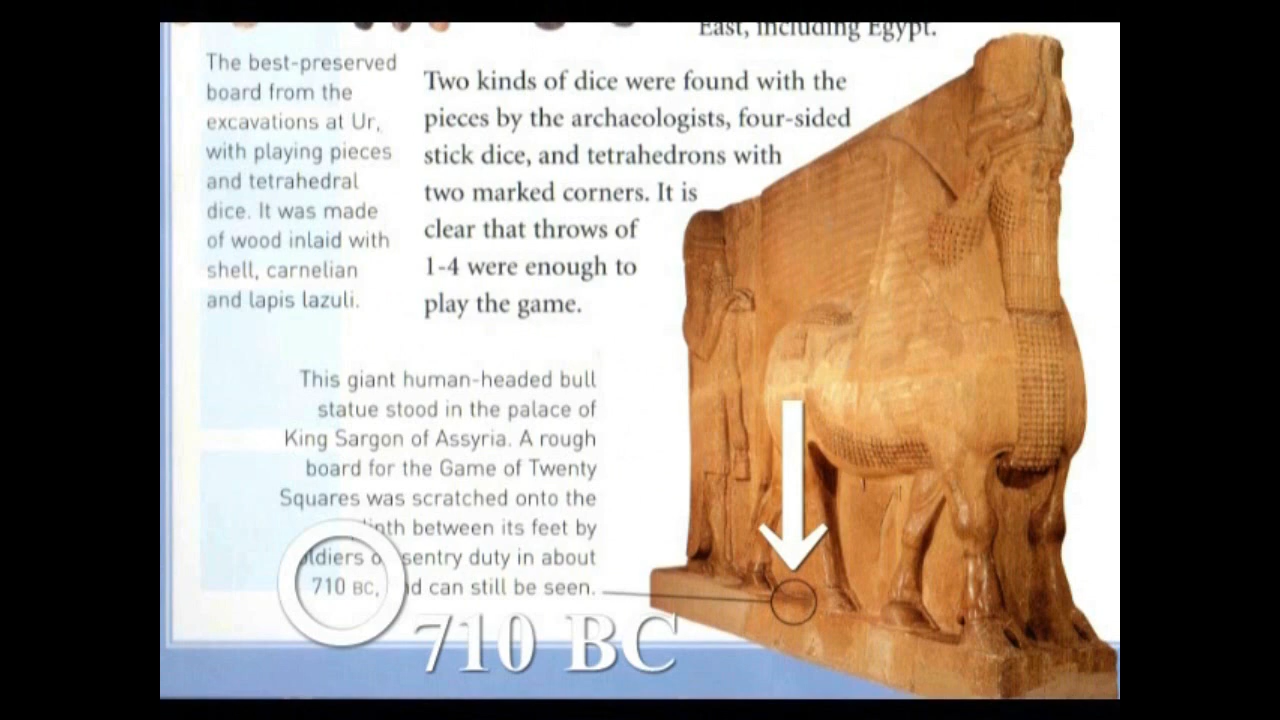 East, including Egypt.
The best-preserved
board from the
excavations at Ur,
with playing pieces
and tetrahedral
dice. It was made
of wood inlaid with
shell, carnelian
and lapis lazuli.
Two kinds of dice were found with the
pieces by the archaeologists, four-sided
stick dice, and tetrahedrons with
two marked corners. It is
clear that throws of
1-4 were enough to
play the game.
This giant human-headed bull
statue stood in the palace of
King Sargon of Assyria. A rough
board for the Game of Twenty
Squares was scratched onto the
between its feet by
sentry duty in about
710 BC, can still be seen.
710 BC